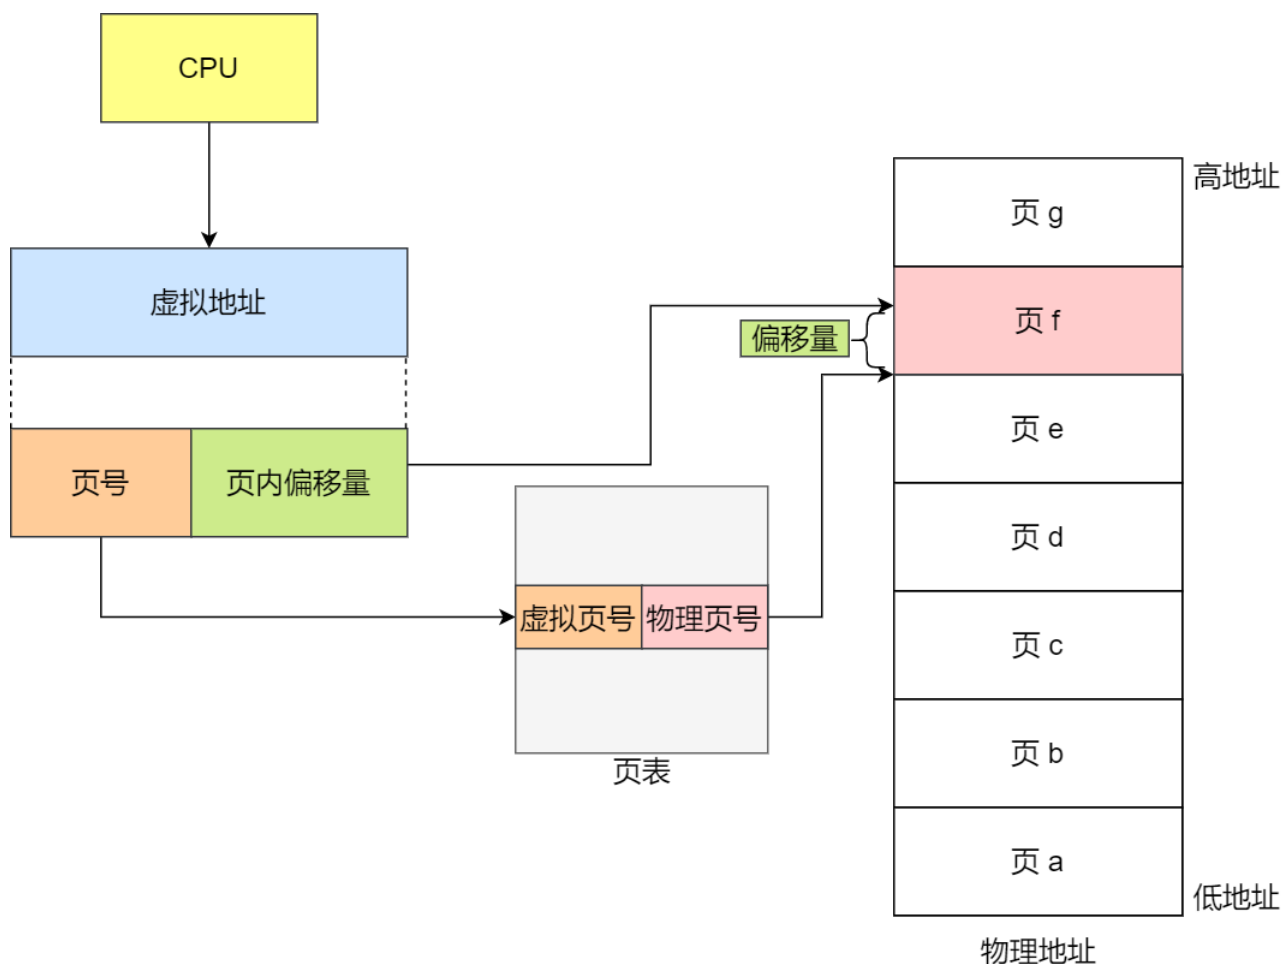 CPU
虚拟地址
页号
页内偏移量
虚拟页号
物理页号
页表
偏移量
高地址
页 g
页 f
页 e
页 d
页 c
页 b
页 a
低地址
物理地址